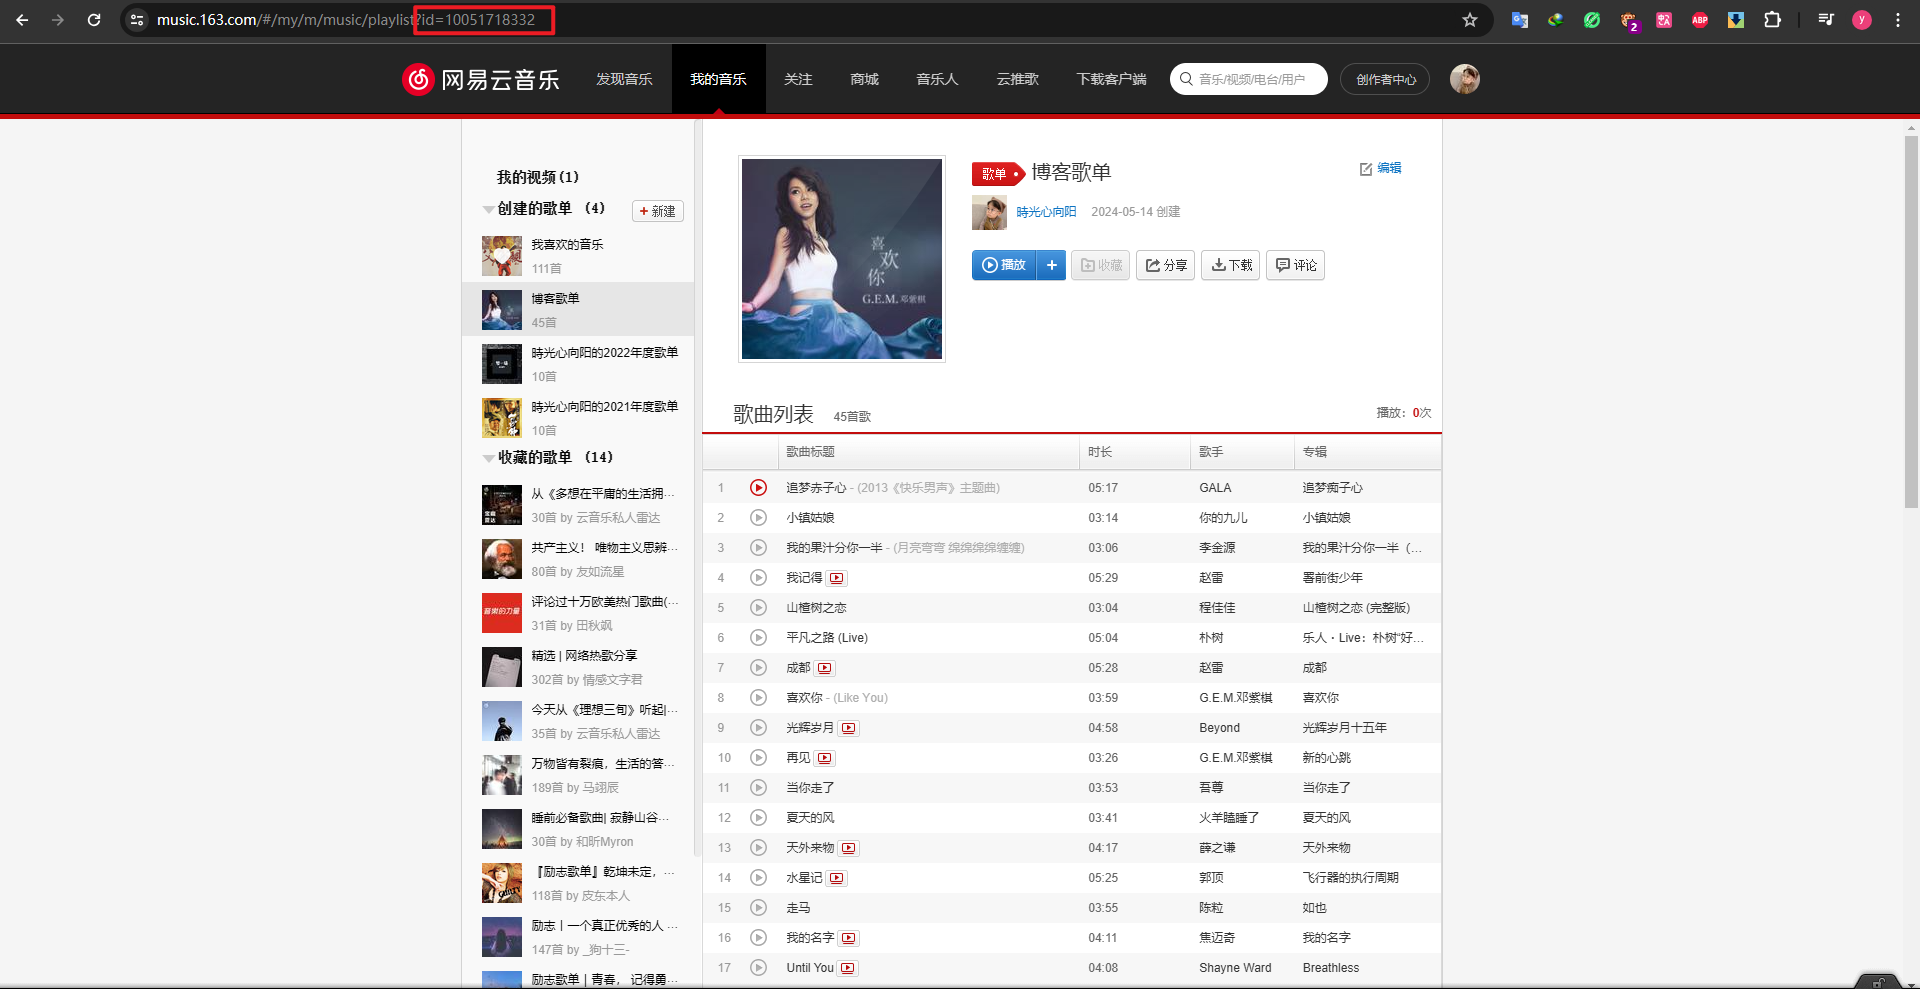 music.163.com/#/my/m/music/playlist?id=10051718332
网易云音乐
发现音乐
我的音乐
关注
商城
音乐人
云推歌
下载客户端
音乐/视频/电台/用户
创作者中心
我的视频(1)
创建的歌单 (4)
新建
我喜欢的音乐
111首
博客歌单
45首
時光心向阳的2022年度歌单
10首
時光心向阳的2021年度歌单
10首
收藏的歌单 (14)
从《多想在平庸的生活拥...
30首 by 云音乐私人雷达
共产主义！ 唯物主义思辨...
80首 by 友如流星
评论过十万欧美热门歌曲(...
31首 by 田秋飒
精选 | 网络热歌分享
302首 by 情感文字君
今天从《理想三旬》听起|...
35首 by 云音乐私人雷达
万物皆有裂痕，生活的答...
189首 by 马翊辰
睡前必备歌曲| 寂静山谷...
30首 by 和昕Myron
『励志歌单』乾坤未定，...
118首 by 皮东本人
励志丨一个真正优秀的人 ...
147首 by _狗十三-
励志歌单 | 青春， 记得勇...
喜欢你
G.E.M.邓紫棋
歌单
博客歌单
编辑
時光心向阳
2024-05-14 创建
播放
收藏
分享
下载
评论
歌曲列表
45首歌
播放：0次
歌曲标题 时长 歌手 专辑
1 追梦赤子心 - (2013《快乐男声》主题曲) 05:17 GALA 追梦痴子心
2 小镇姑娘 03:14 你的九儿 小镇姑娘
3 我的果汁分你一半 - (月亮弯弯 绵绵绵绵缠缠) 03:06 李金源 我的果汁分你一半（...
4 我记得 05:29 赵雷 署前街少年
5 山楂树之恋 03:04 程佳佳 山楂树之恋 (完整版)
6 平凡之路 (Live) 05:04 朴树 乐人・Live：朴树“好...
7 成都 05:28 赵雷 成都
8 喜欢你 - (Like You) 03:59 G.E.M.邓紫棋 喜欢你
9 光辉岁月 04:58 Beyond 光辉岁月十五年
10 再见 03:26 G.E.M.邓紫棋 新的心跳
11 当你走了 03:53 吾尊 当你走了
12 夏天的风 03:41 火羊瞌睡了 夏天的风
13 天外来物 04:17 薛之谦 天外来物
14 水星记 05:25 郭顶 飞行器的执行周期
15 走马 03:55 陈粒 如也
16 我的名字 04:11 焦迈奇 我的名字
17 Until You 04:08 Shayne Ward Breathless